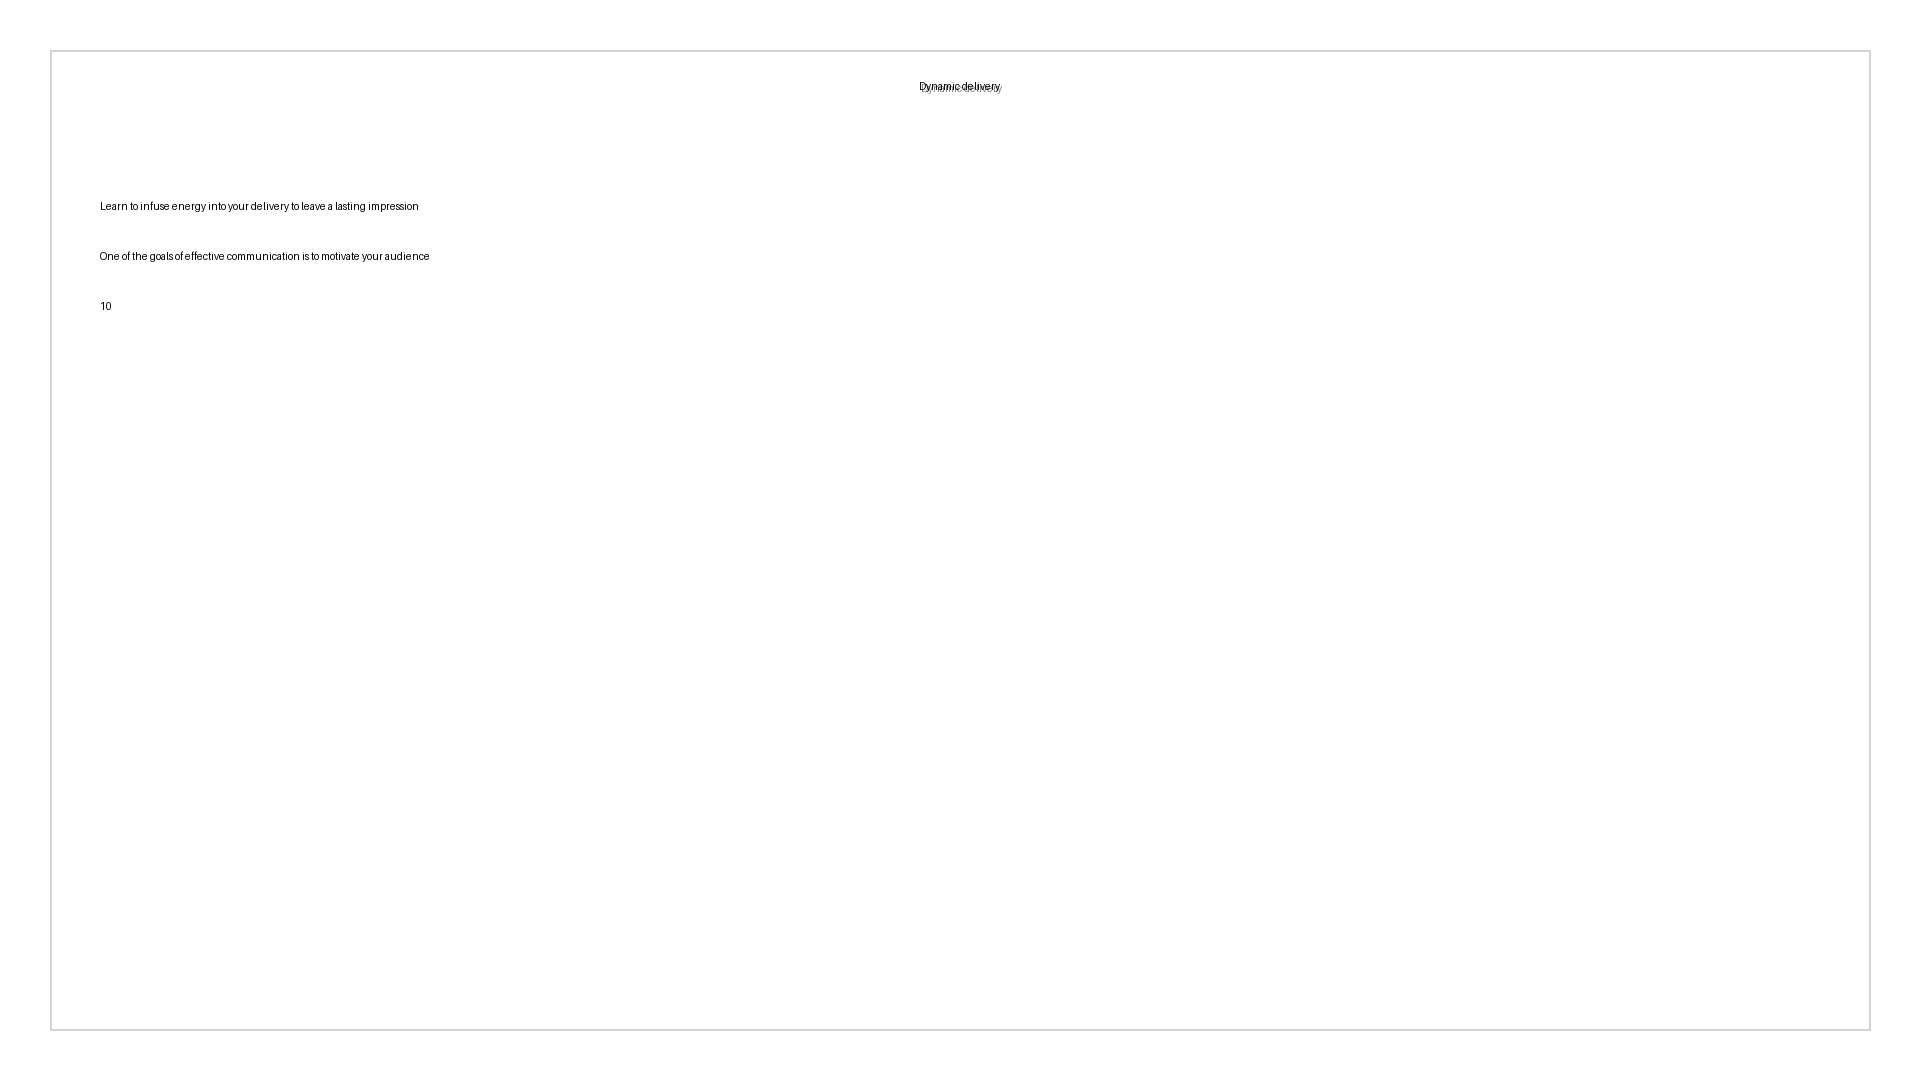 Dynamic delivery
Learn to infuse energy into your delivery to leave a lasting impression
One of the goals of effective communication is to motivate your audience
10